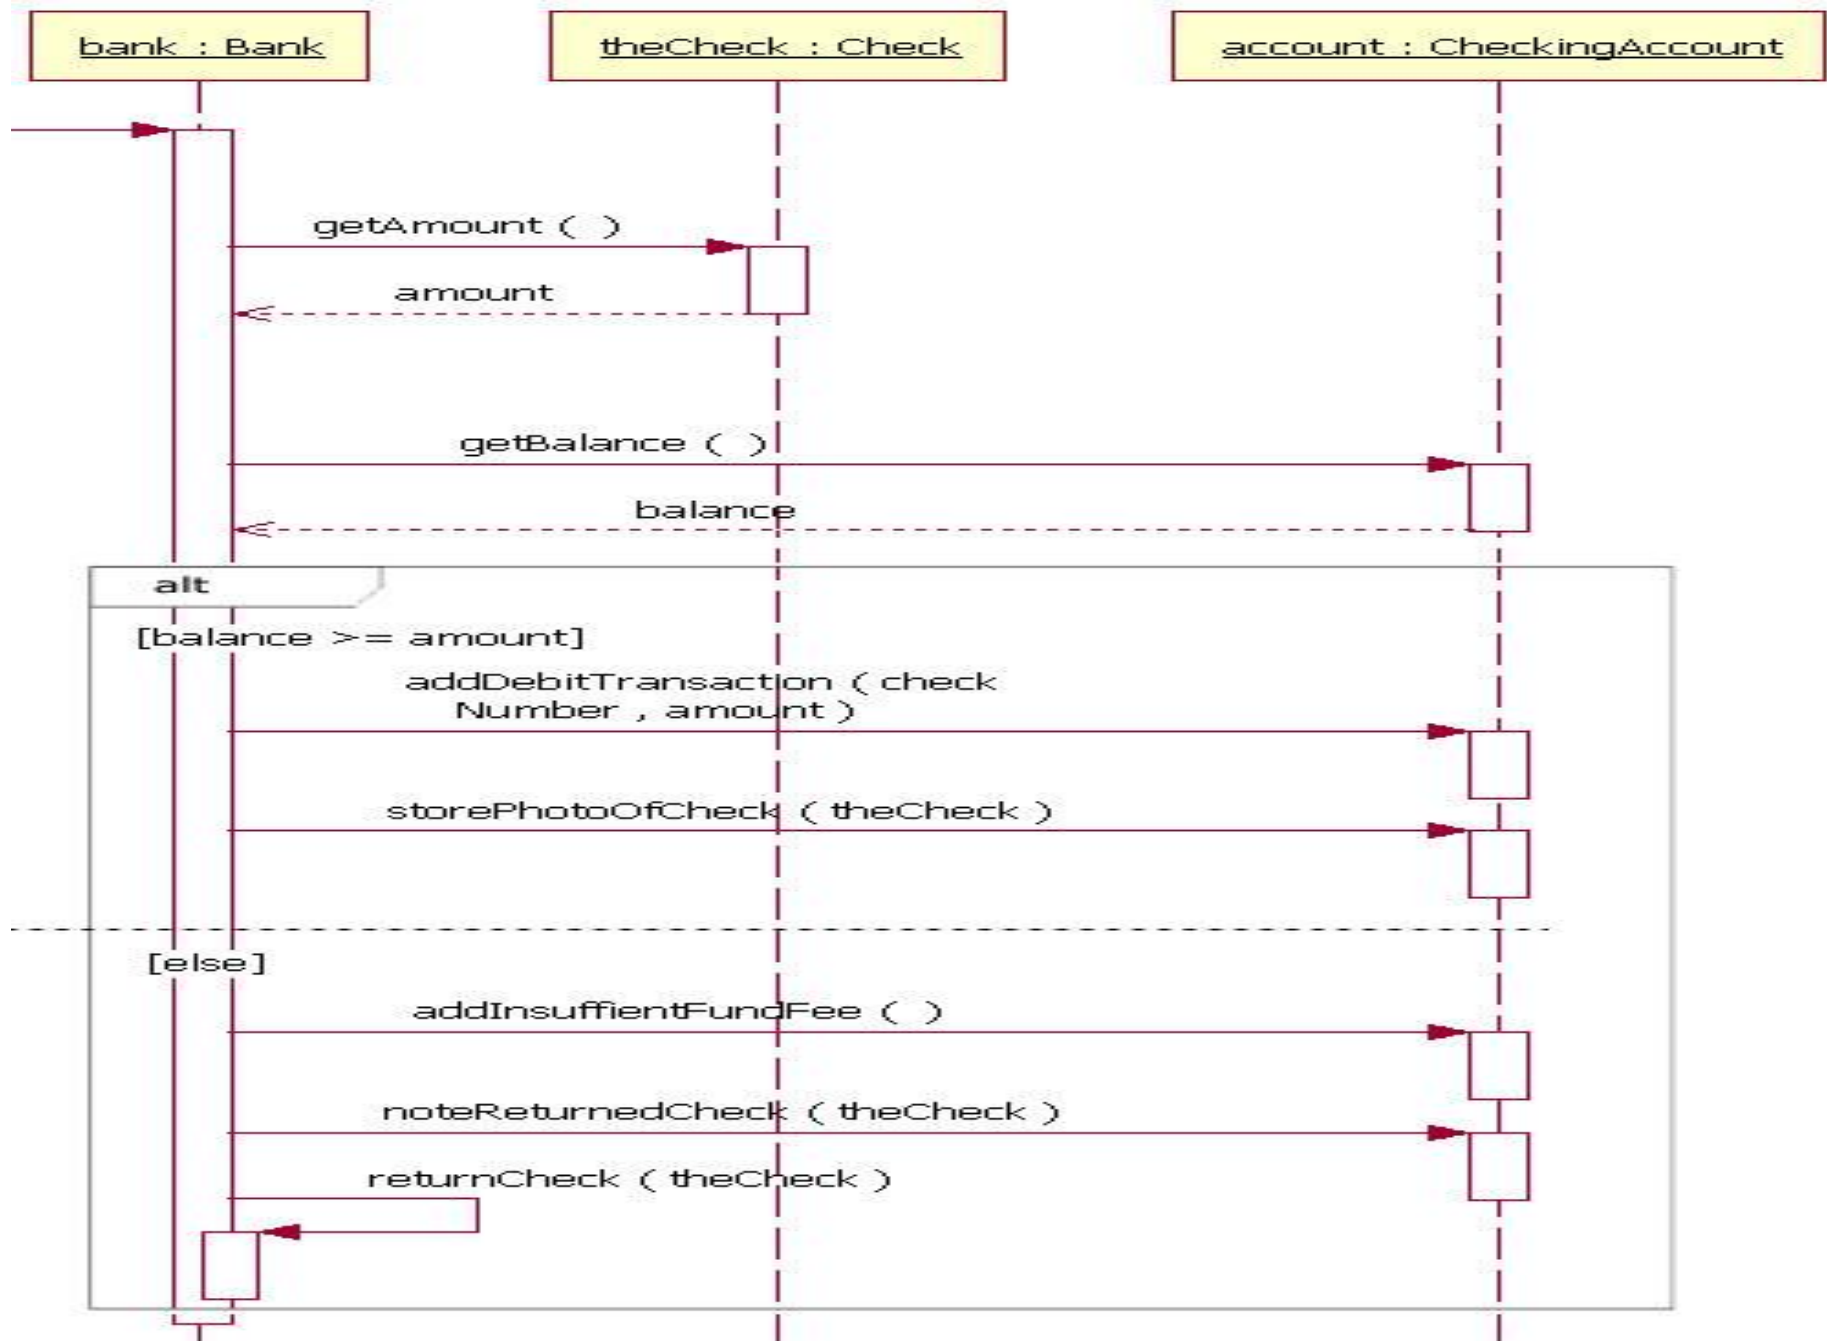 bank : Bank
theCheck : Check
account : CheckingAccount
getAmount ( )
amount
getBalance ( )
balance
alt
[balance >= amount]
addDebitTransaction ( check
Number , amount )
storePhotoOfCheck ( theCheck )
[else]
addInsuffientFundFee ( )
noteReturnedCheck ( theCheck )
returnCheck ( theCheck )